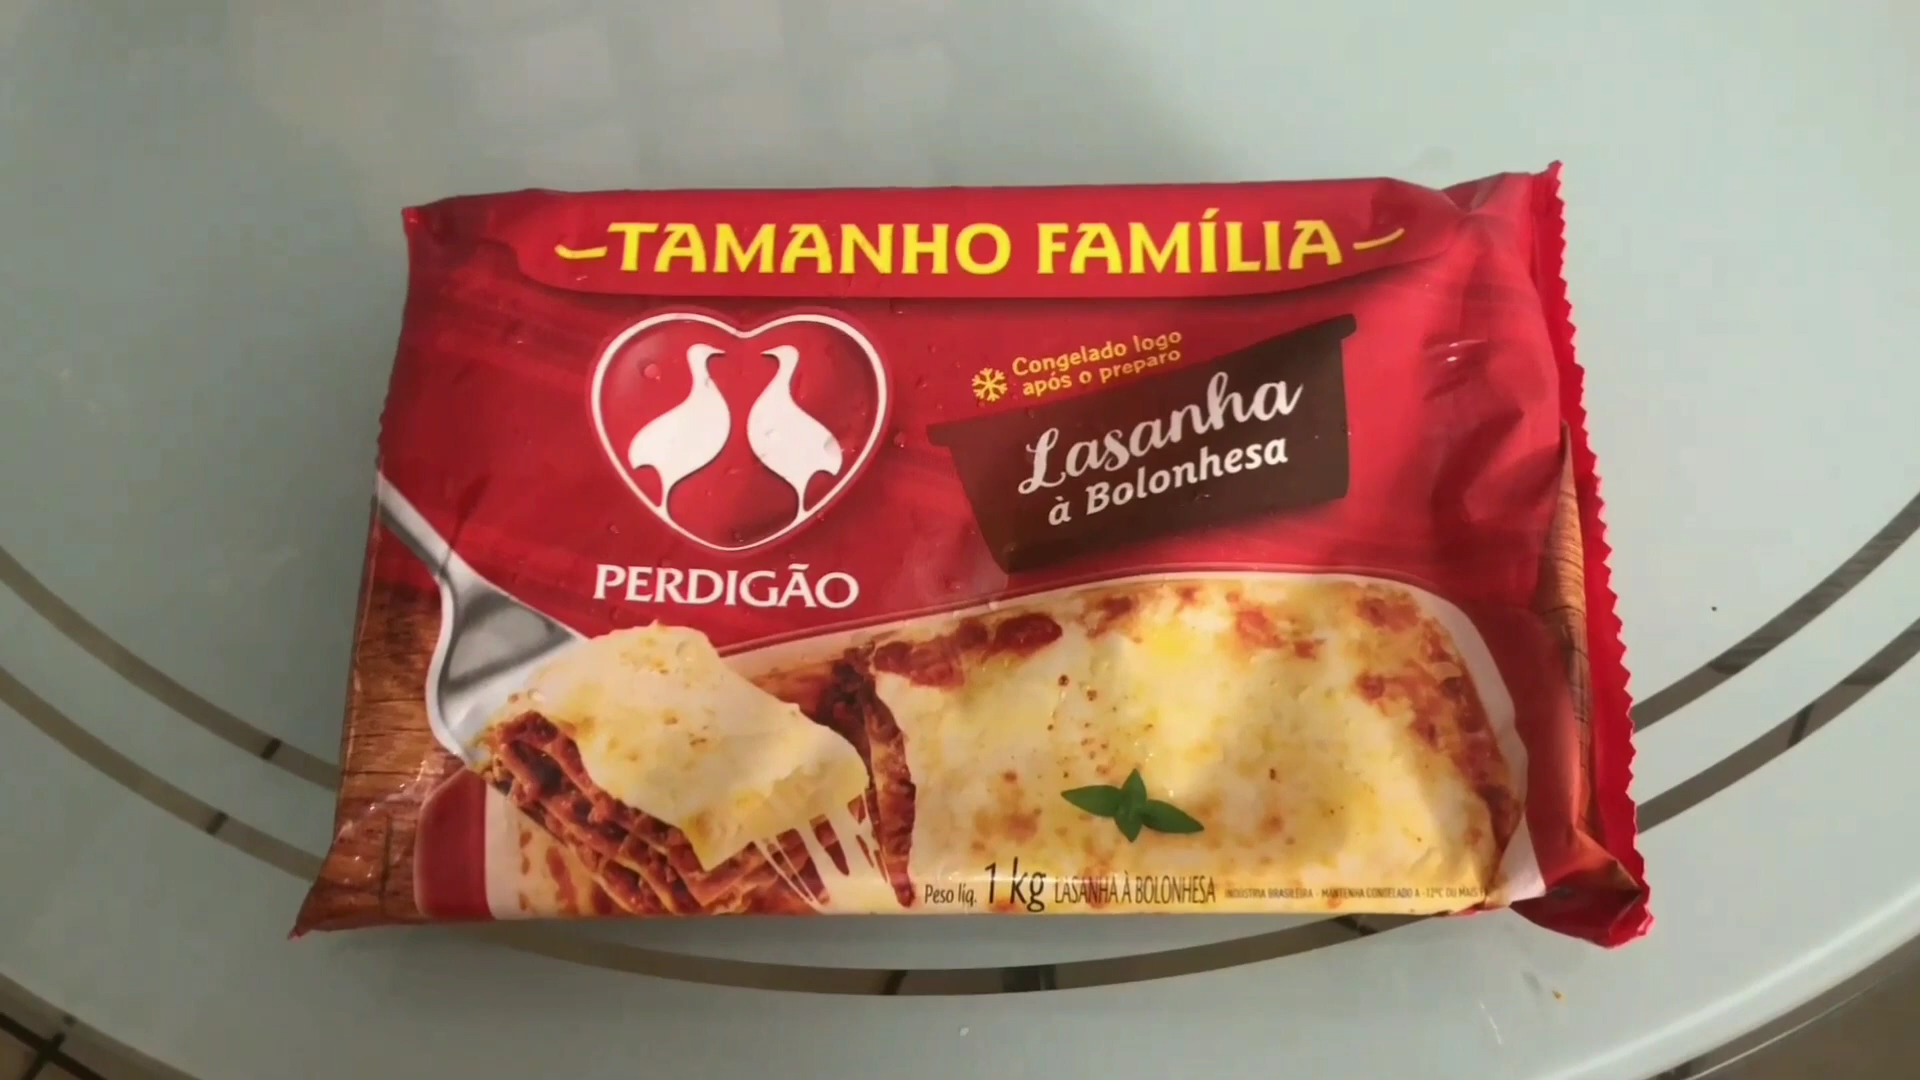 TAMANHO FAMÍLIA
Congelado logo
após o preparo
Lasanha
à Bolonhesa
PERDIGÃO
Peso líq. 1 kg LASANHA À BOLONHESA INDÚSTRIA BRASILEIRA - MANTENHA CONGELADO A -12°C OU MAIS